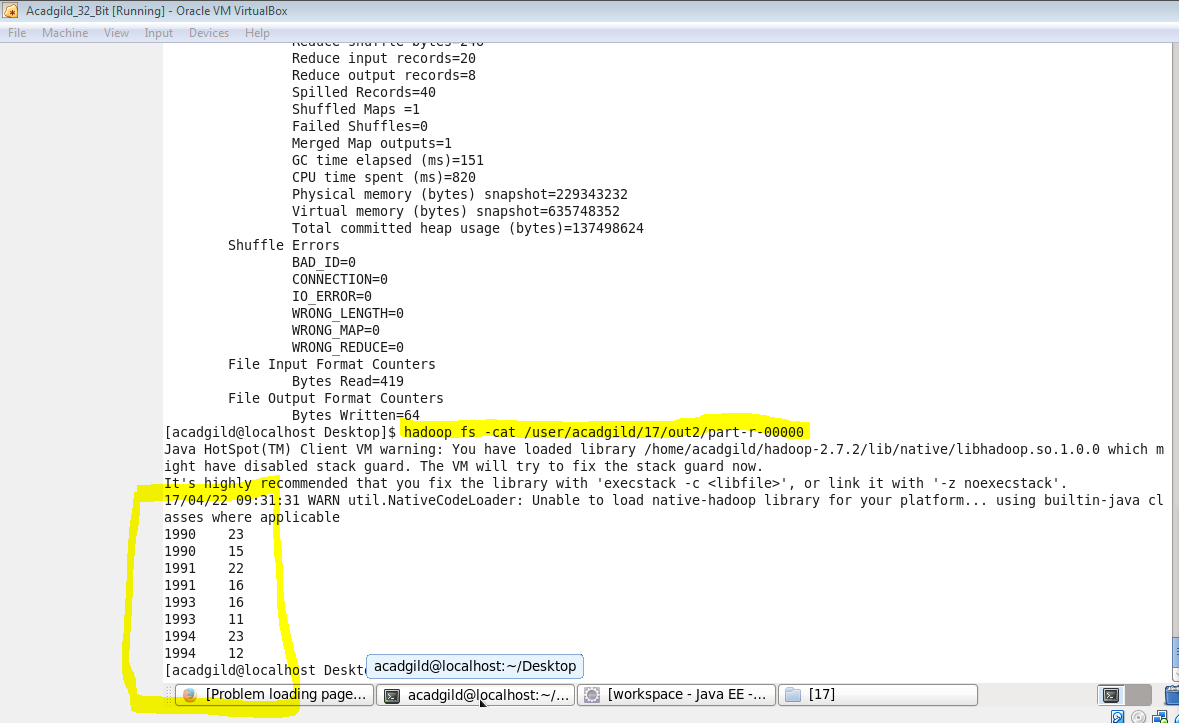 Acadgild_32_Bit [Running] - Oracle VM VirtualBox
File Machine View Input Devices Help
Reduce shuffle bytes=246
Reduce input records=20
Reduce output records=8
Spilled Records=40
Shuffled Maps =1
Failed Shuffles=0
Merged Map outputs=1
GC time elapsed (ms)=151
CPU time spent (ms)=820
Physical memory (bytes) snapshot=229343232
Virtual memory (bytes) snapshot=635748352
Total committed heap usage (bytes)=137498624
Shuffle Errors
BAD_ID=0
CONNECTION=0
IO_ERROR=0
WRONG_LENGTH=0
WRONG_MAP=0
WRONG_REDUCE=0
File Input Format Counters
Bytes Read=419
File Output Format Counters
Bytes Written=64
[acadgild@localhost Desktop]$ hadoop fs -cat /user/acadgild/17/out2/part-r-00000
Java HotSpot(TM) Client VM warning: You have loaded library /home/acadgild/hadoop-2.7.2/lib/native/libhadoop.so.1.0.0 which m
ight have disabled stack guard. The VM will try to fix the stack guard now.
It's highly recommended that you fix the library with 'execstack -c <libfile>', or link it with '-z noexecstack'.
17/04/22 09:31:31 WARN util.NativeCodeLoader: Unable to load native-hadoop library for your platform... using builtin-java cl
asses where applicable
1990 23
1990 15
1991 22
1991 16
1993 16
1993 11
1994 23
1994 12
[acadgild@localhost Deskto
acadgild@localhost:~/Desktop
[Problem loading page... acadgild@localhost:~/... [workspace - Java EE -... [17]